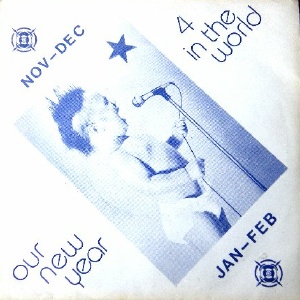 NOV-DEC
4
in the
world
our
new
year
JAN-FEB